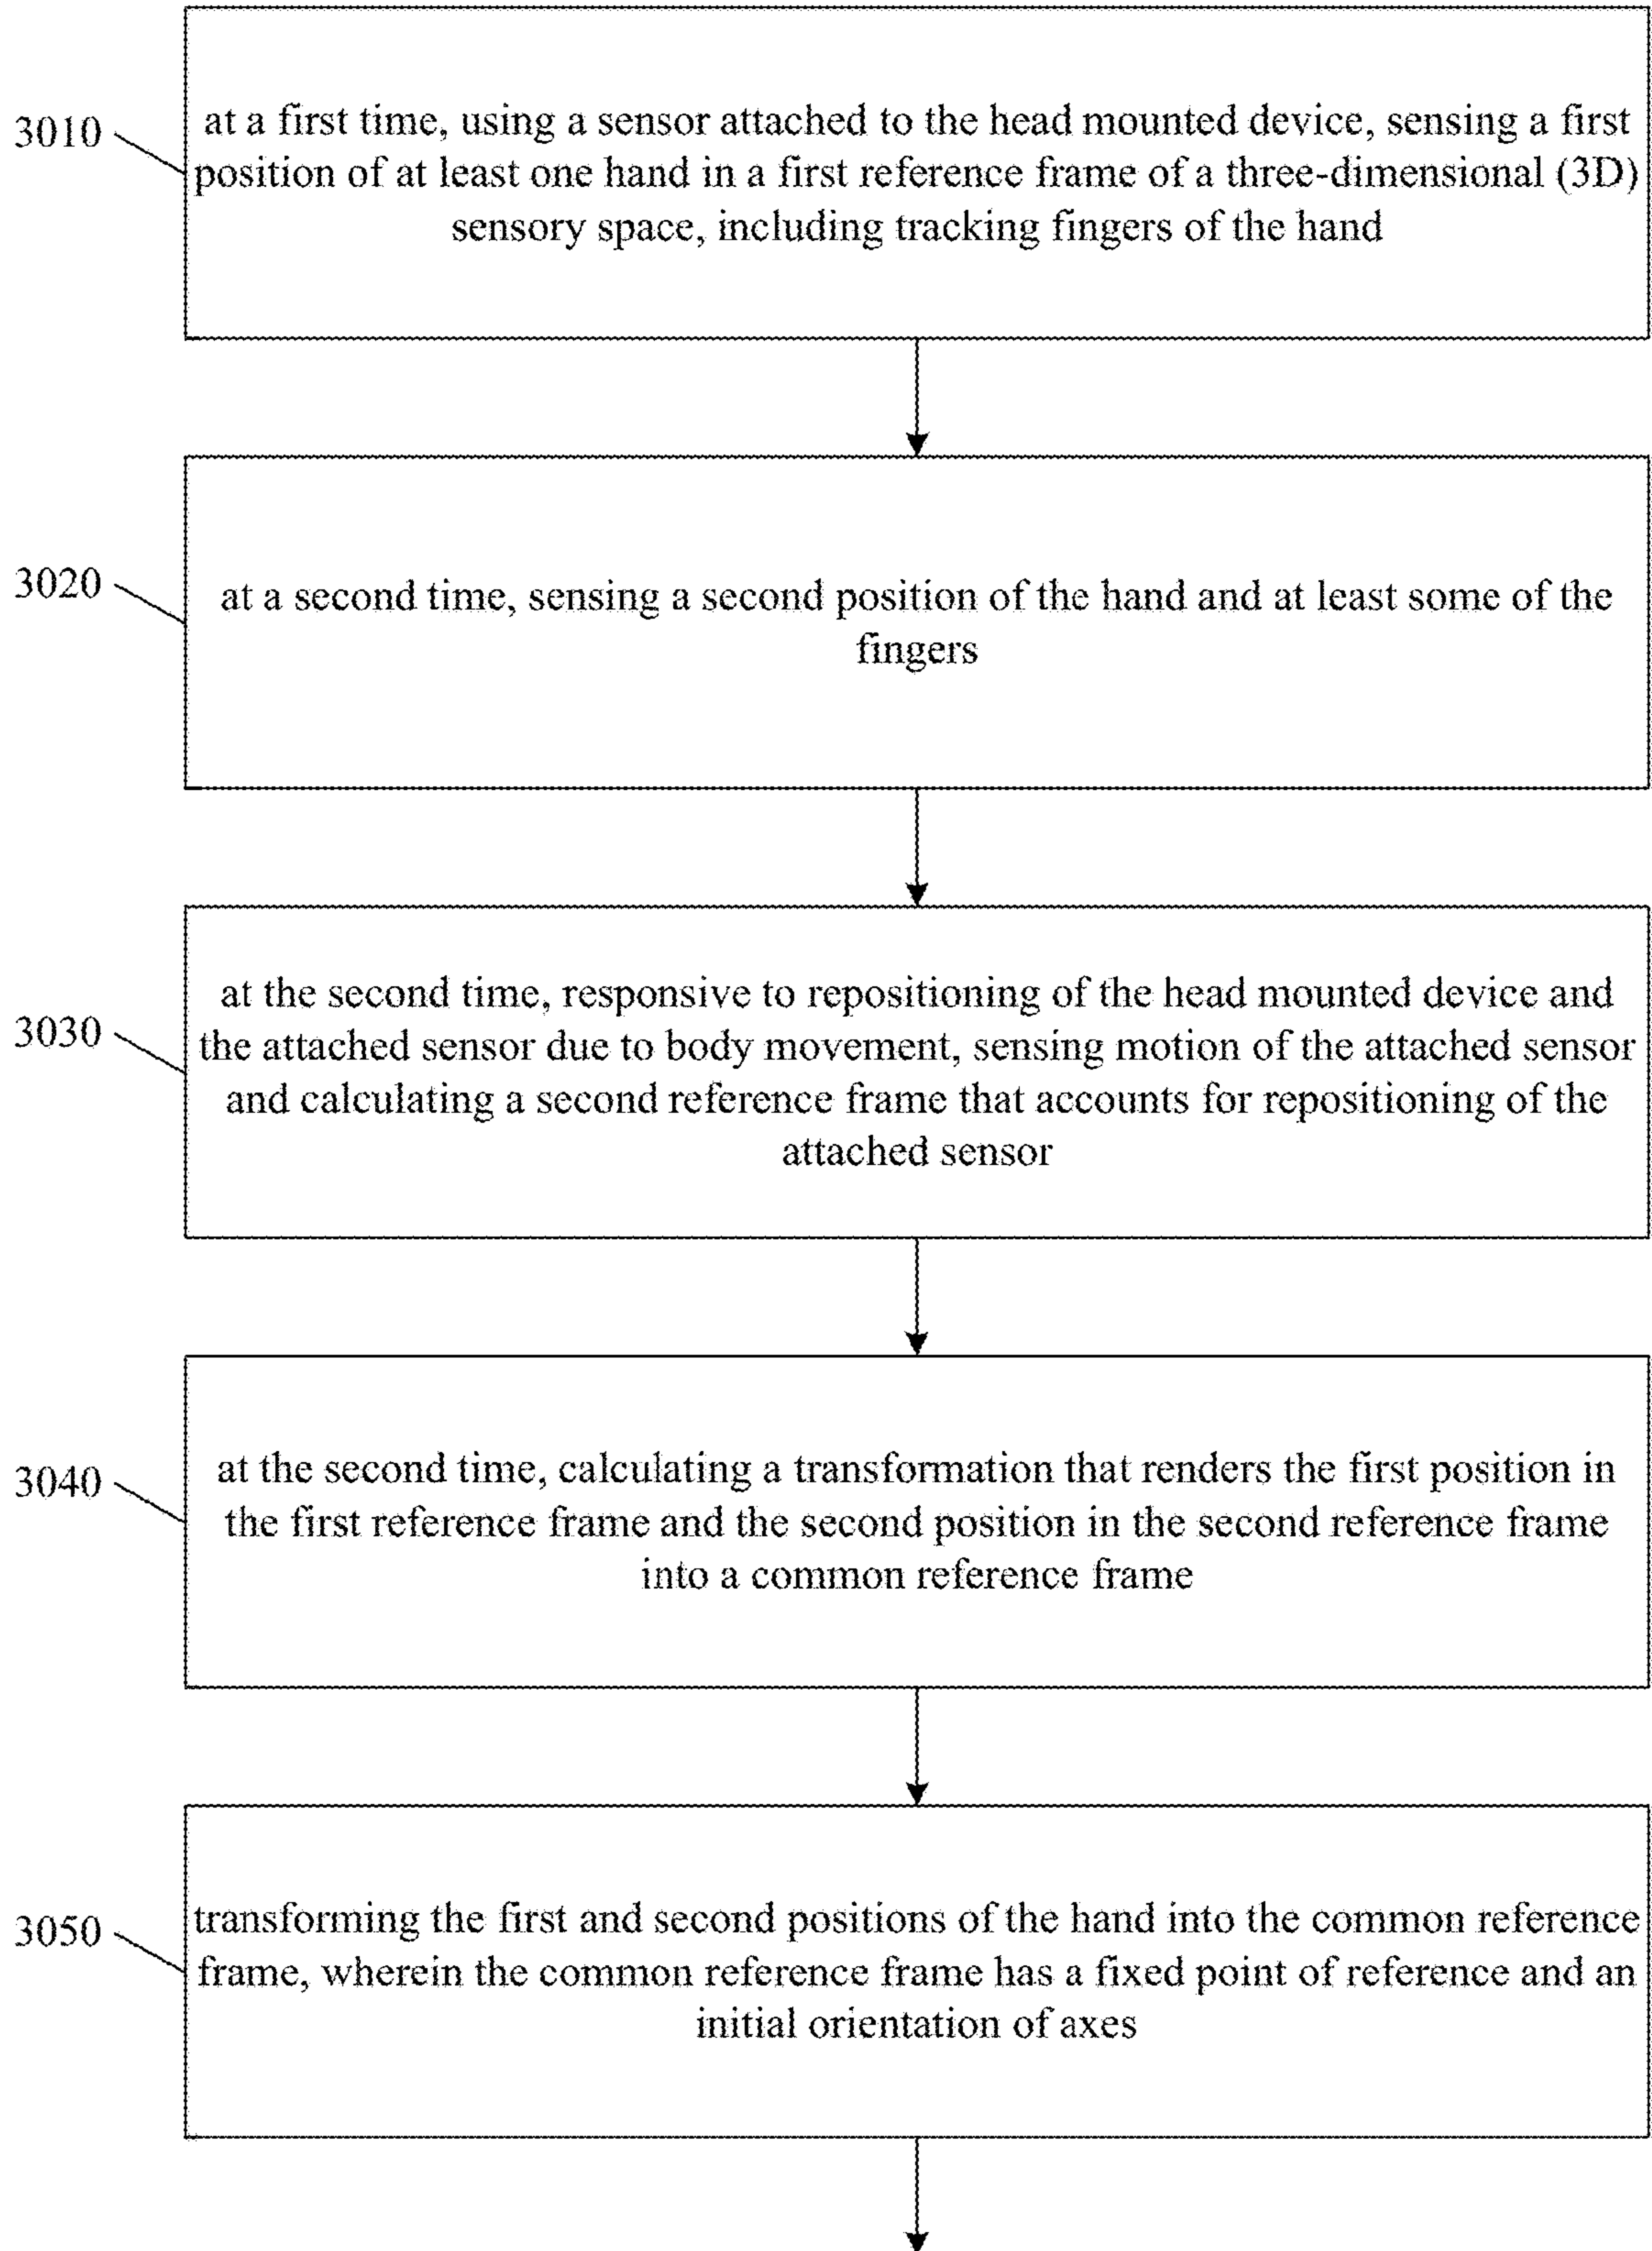 3010
at a first time, using a sensor attached to the head mounted device, sensing a first
position of at least one hand in a first reference frame of a three-dimensional (3D)
sensory space, including tracking fingers of the hand
3020
at a second time, sensing a second position of the hand and at least some of the
fingers
3030
at the second time, responsive to repositioning of the head mounted device and
the attached sensor due to body movement, sensing motion of the attached sensor
and calculating a second reference frame that accounts for repositioning of the
attached sensor
3040
at the second time, calculating a transformation that renders the first position in
the first reference frame and the second position in the second reference frame
into a common reference frame
3050
transforming the first and second positions of the hand into the common reference
frame, wherein the common reference frame has a fixed point of reference and an
initial orientation of axes